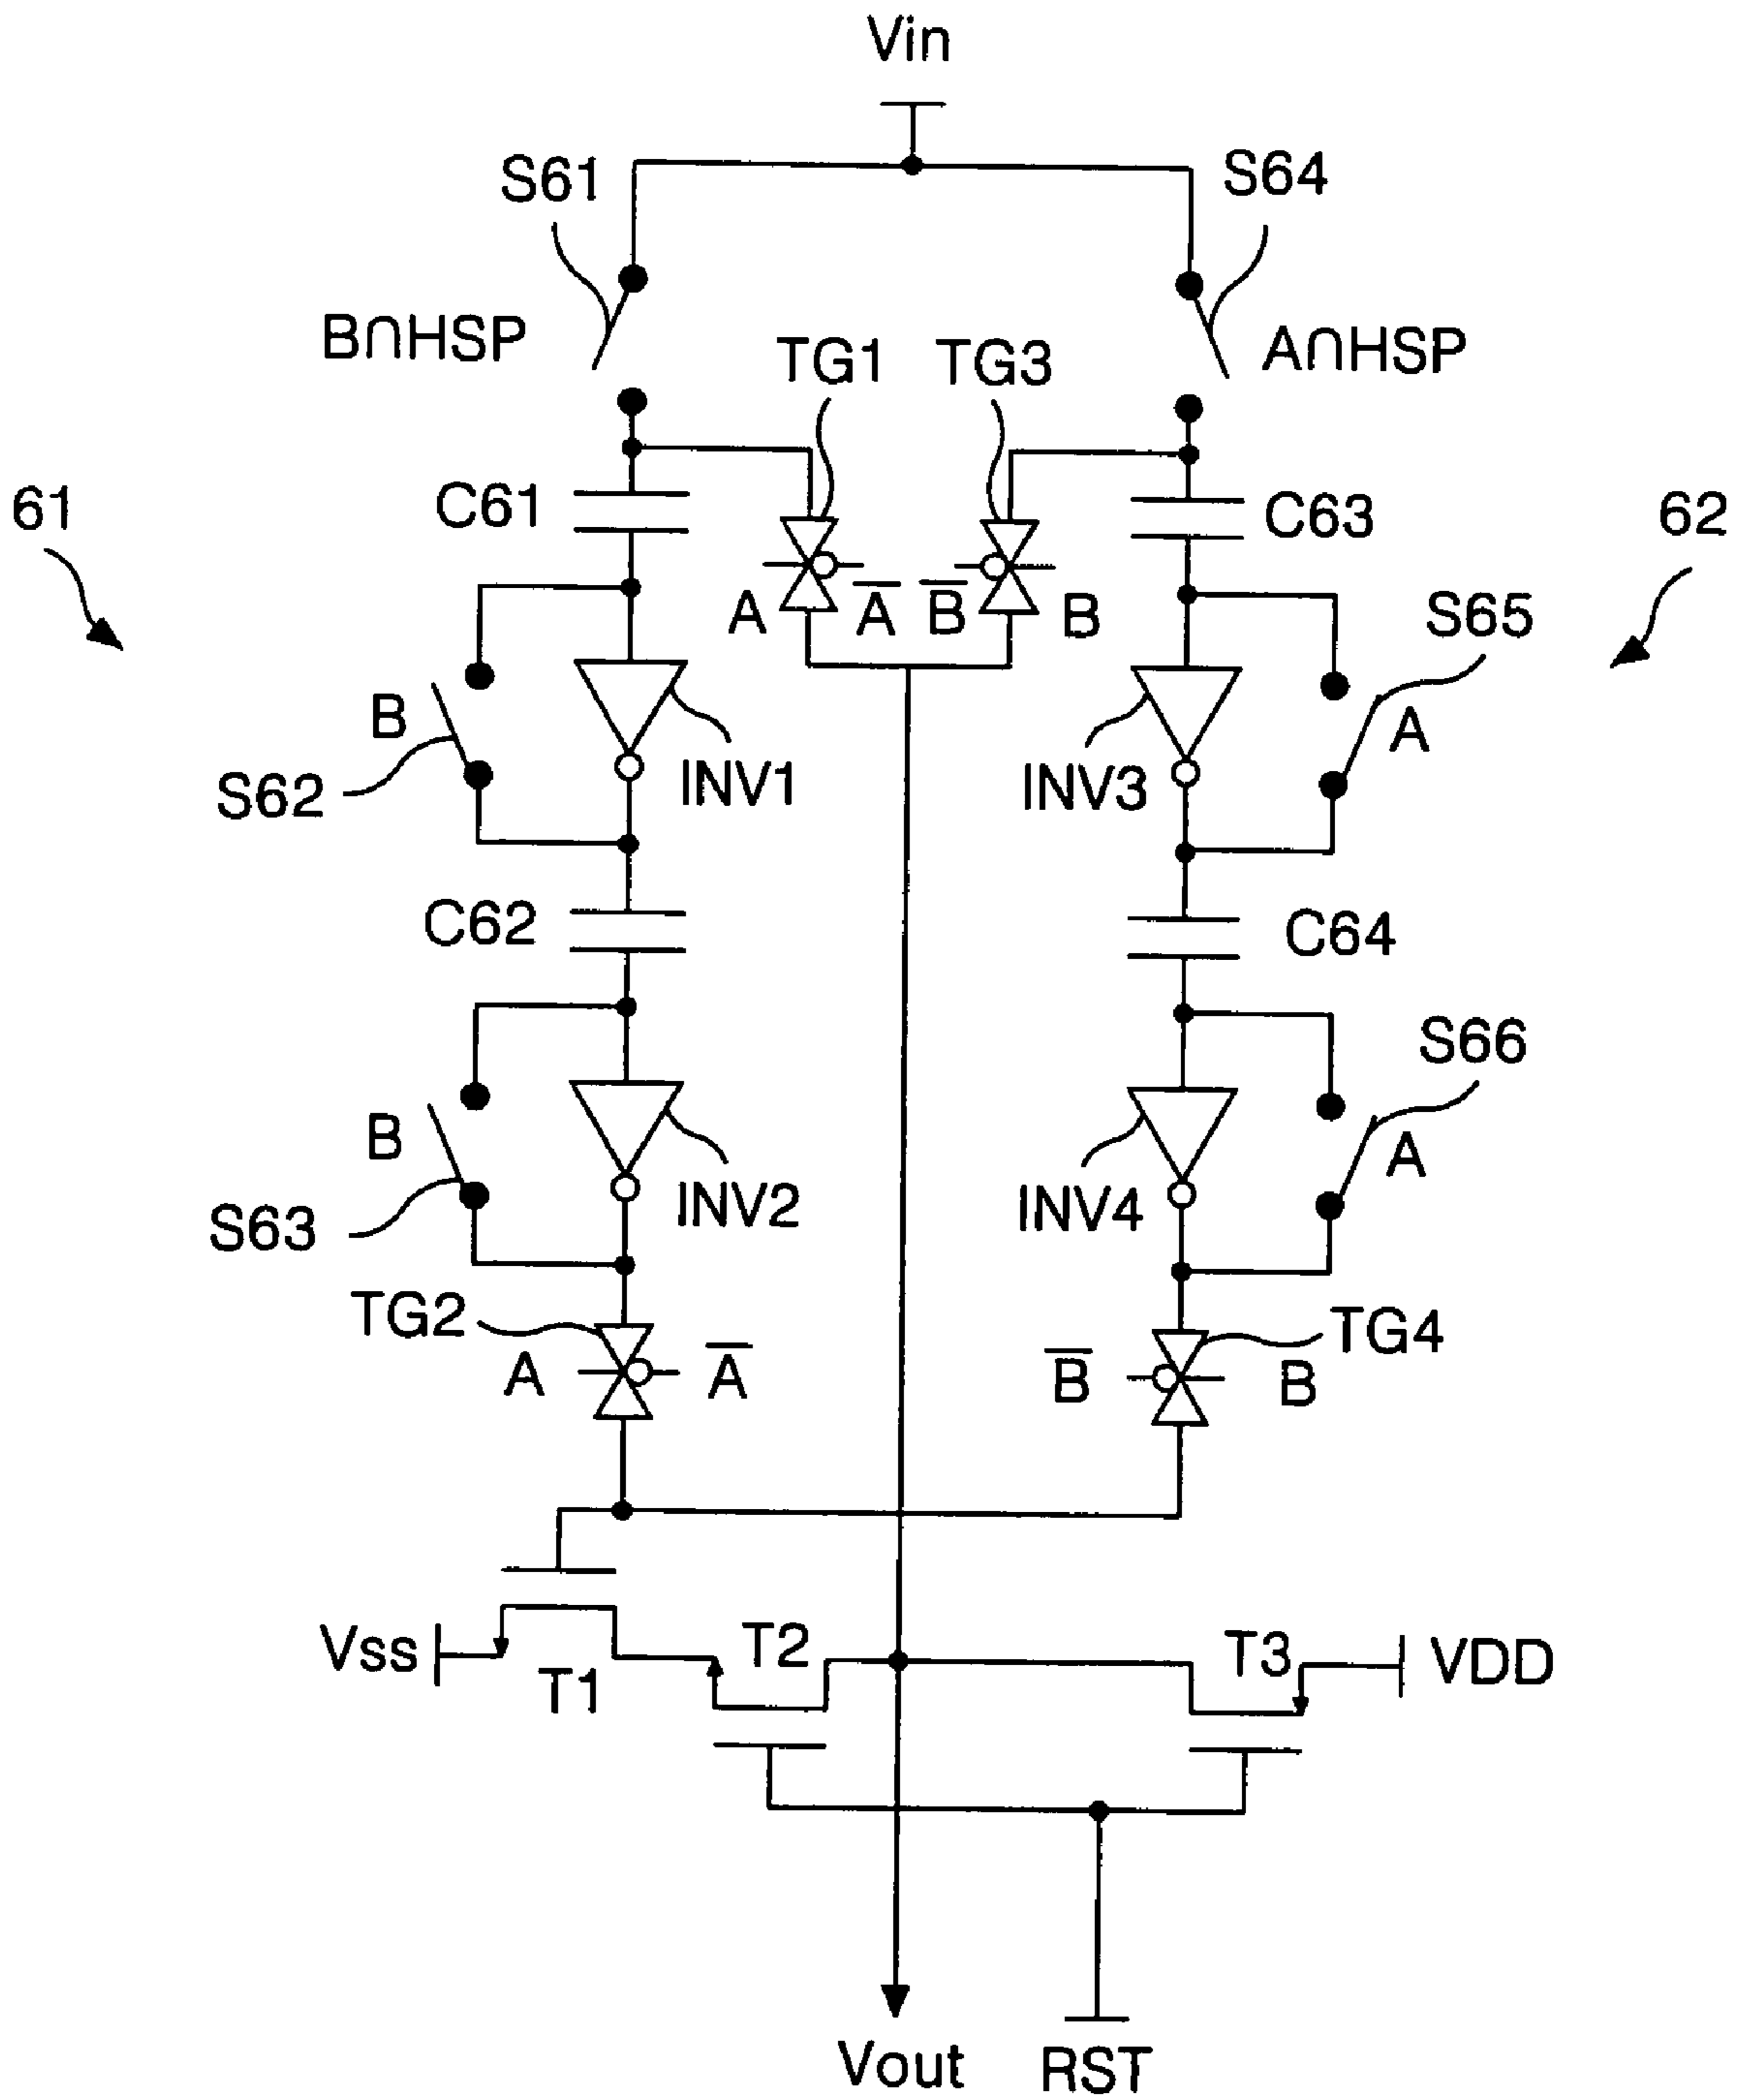 Vin
S61
S64
B∩HSP
TG1
TG3
A∩HSP
61
C61
C63
62
A
A̅
B̅
B
S65
B
S62
INV1
INV3
A
C62
C64
S66
B
S63
INV2
INV4
A
TG2
TG4
A
A̅
B̅
B
Vss
T1
T2
T3
VDD
Vout
RST